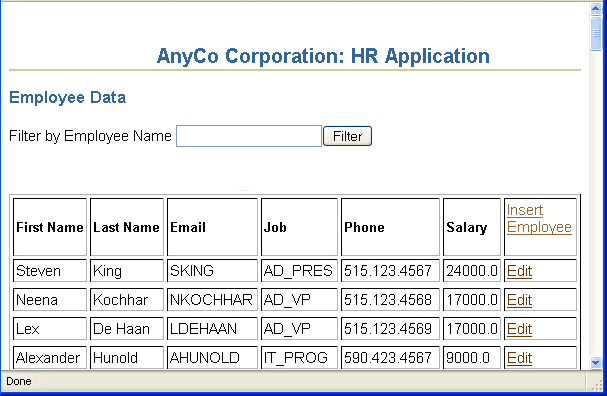 AnyCo Corporation: HR Application
Employee Data
Filter by Employee Name Filter
First Name Last Name Email Job Phone Salary Insert
Employee
Steven King SKING AD_PRES 515.123.4567 24000.0 Edit
Neena Kochhar NKOCHHAR AD_VP 515.123.4568 17000.0 Edit
Lex De Haan LDEHAAN AD_VP 515.123.4569 17000.0 Edit
Alexander Hunold AHUNOLD IT_PROG 590.423.4567 9000.0 Edit
Done